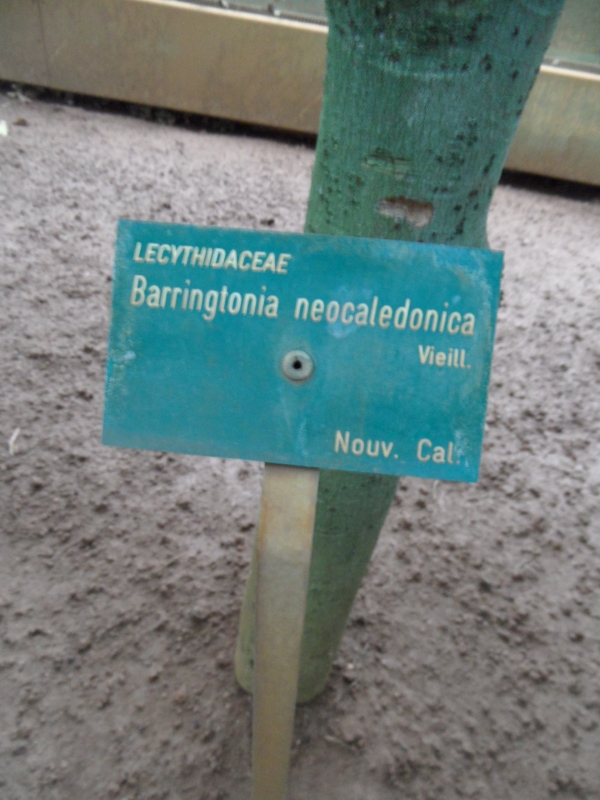 LECYTHIDACEAE
Barringtonia neocaledonica
Vieill.
Nouv. Cal.